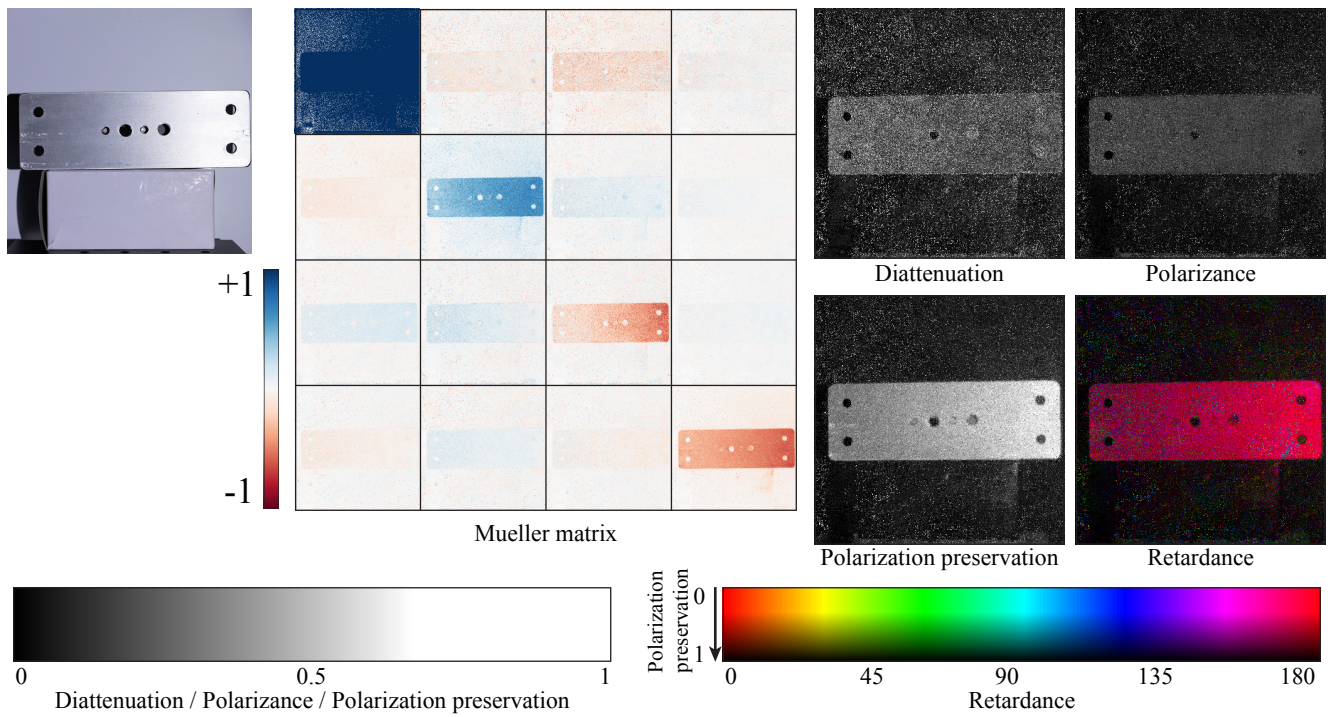 +1
-1
Mueller matrix
Diattenuation
Polarizance
Polarization preservation
Retardance
0
0.5
1
Diattenuation / Polarizance / Polarization preservation
Polarization
preservation
0
1
0
45
90
135
180
Retardance